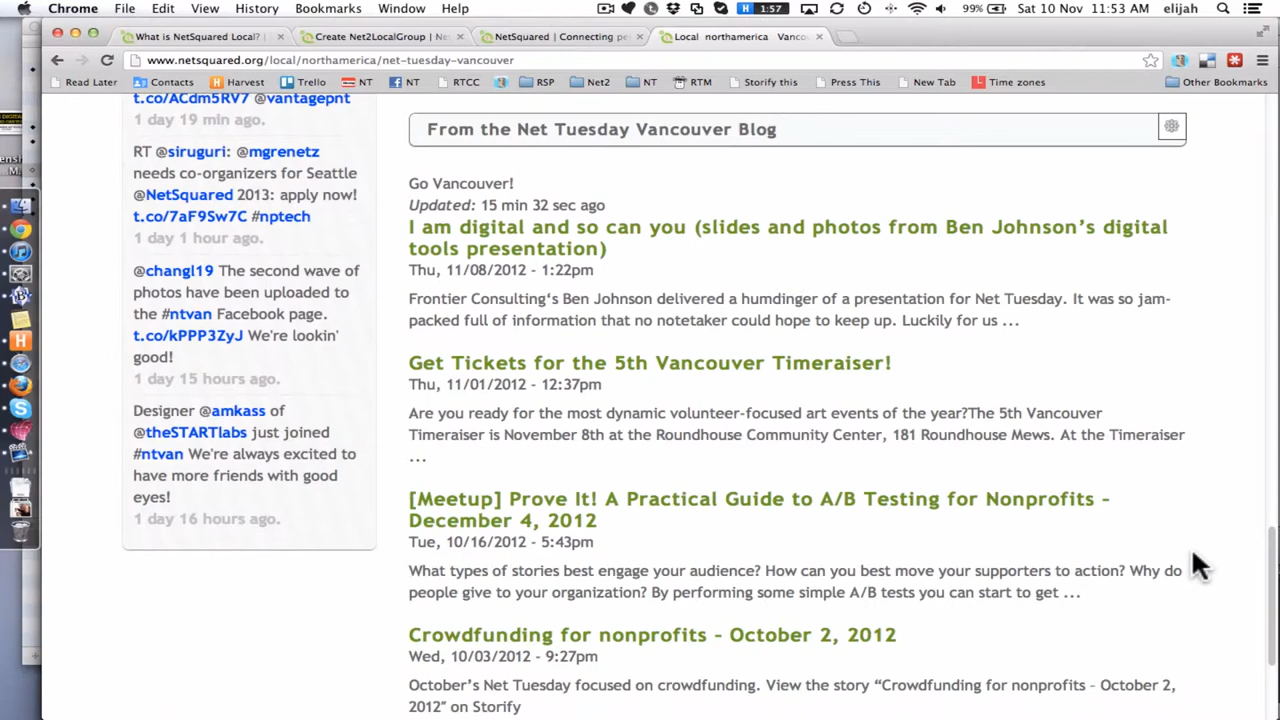 Chrome File Edit View History Bookmarks Window Help H 1:57 99% Sat 10 Nov 11:53 AM elijah
What is NetSquared Local? | Create Net2LocalGroup | N NetSquared | Connecting pe Local northamerica Vanco
www.netsquared.org/local/northamerica/net-tuesday-vancouver
Read Later Contacts Harvest Trello NT NT RTCC RSP Net2 NT RTM Storify this Press This New Tab Time zones Other Bookmarks
t.co/ACdm5RV7 @vantagepnt
1 day 19 min ago.
RT @siruguri: @mgrenetz
needs co-organizers for Seattle
@NetSquared 2013: apply now!
t.co/7aF9Sw7C #nptech
1 day 1 hour ago.
@changl19 The second wave of
photos have been uploaded to
the #ntvan Facebook page.
t.co/kPPP3ZyJ We're lookin'
good!
1 day 15 hours ago.
Designer @amkass of
@theSTARTlabs just joined
#ntvan We're always excited to
have more friends with good
eyes!
1 day 16 hours ago.
From the Net Tuesday Vancouver Blog
Go Vancouver!
Updated: 15 min 32 sec ago
I am digital and so can you (slides and photos from Ben Johnson’s digital
tools presentation)
Thu, 11/08/2012 - 1:22pm
Frontier Consulting‘s Ben Johnson delivered a humdinger of a presentation for Net Tuesday. It was so jam-
packed full of information that no notetaker could hope to keep up. Luckily for us ...
Get Tickets for the 5th Vancouver Timeraiser!
Thu, 11/01/2012 - 12:37pm
Are you ready for the most dynamic volunteer-focused art events of the year?The 5th Vancouver
Timeraiser is November 8th at the Roundhouse Community Center, 181 Roundhouse Mews. At the Timeraiser
...
[Meetup] Prove It! A Practical Guide to A/B Testing for Nonprofits –
December 4, 2012
Tue, 10/16/2012 - 5:43pm
What types of stories best engage your audience? How can you best move your supporters to action? Why do
people give to your organization? By performing some simple A/B tests you can start to get ...
Crowdfunding for nonprofits – October 2, 2012
Wed, 10/03/2012 - 9:27pm
October’s Net Tuesday focused on crowdfunding. View the story “Crowdfunding for nonprofits – October 2,
2012″ on Storify